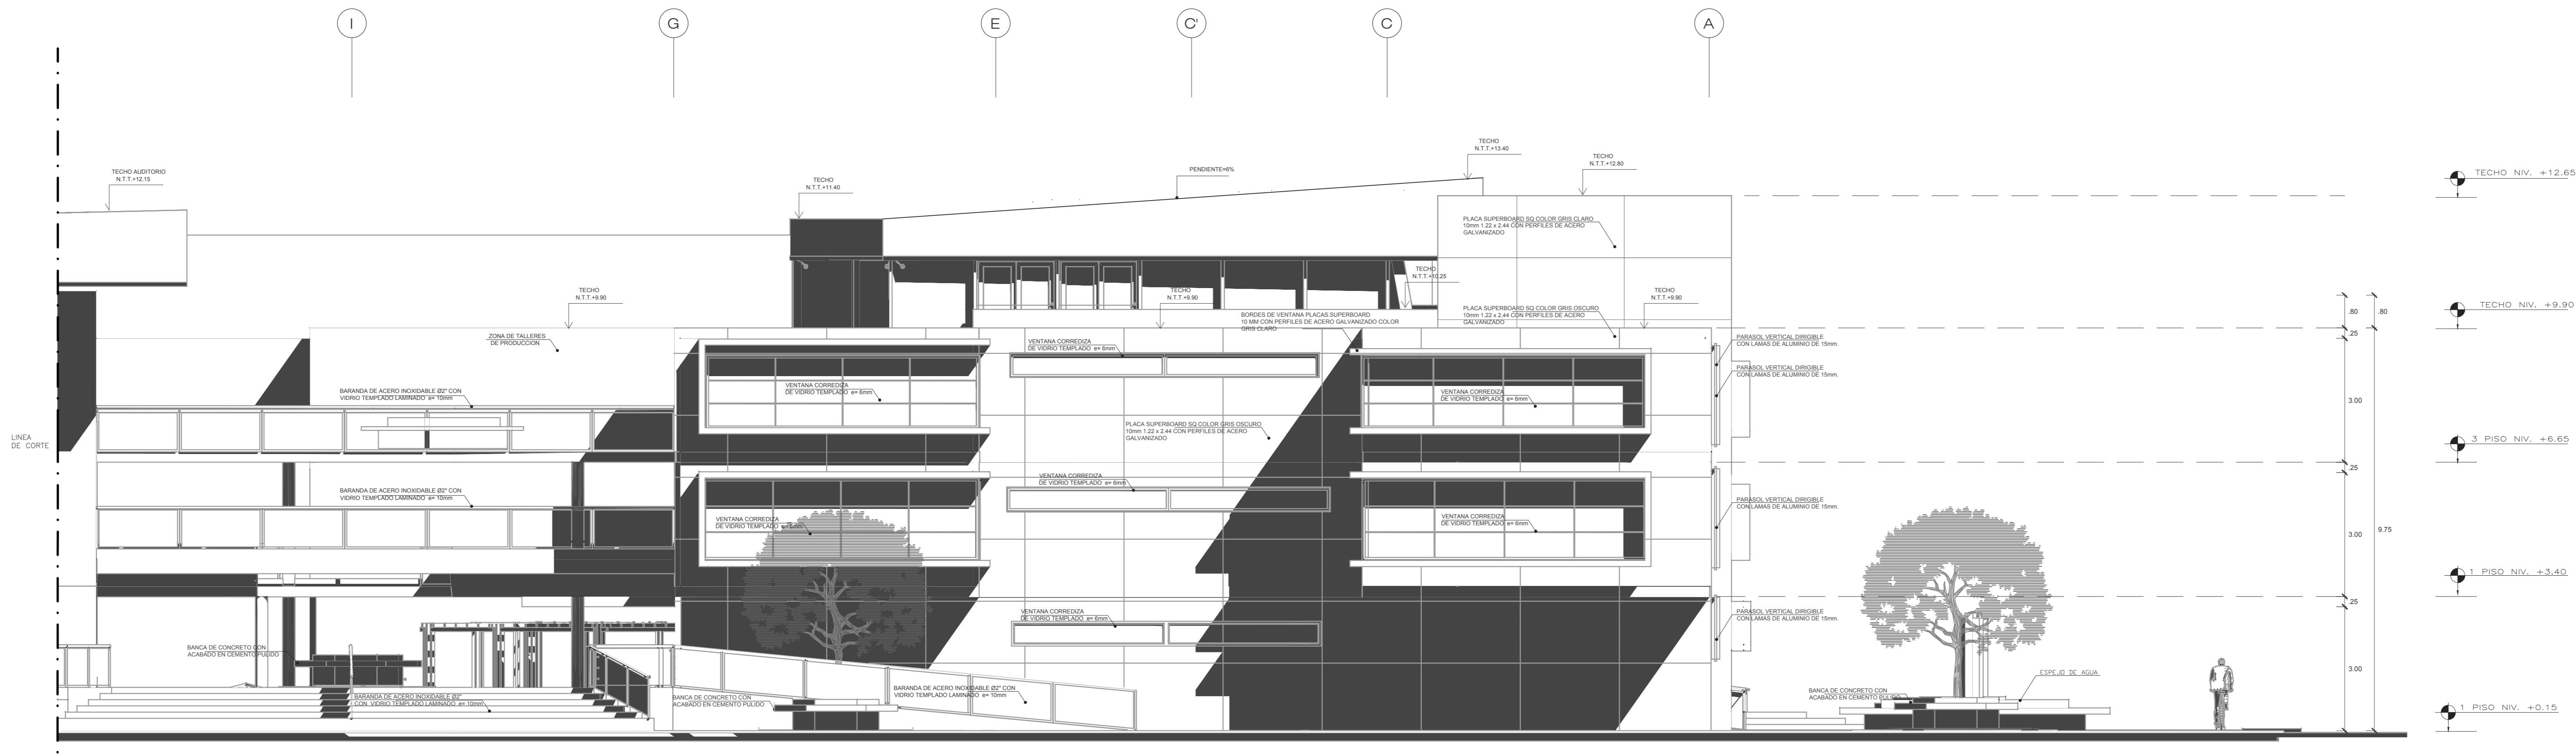 I
G
E
C'
C
A
TECHO
N.T.T.+13.40
TECHO
N.T.T.+12.80
TECHO AUDITORIO
N.T.T.+12.15
PENDIENTE=6%
TECHO NIV. +12.65
TECHO
N.T.T.+11.40
PLACA SUPERBOARD SQ COLOR GRIS CLARO
10mm 1.22 x 2.44 CON PERFILES DE ACERO
GALVANIZADO
TECHO
N.T.T.+10.25
TECHO
N.T.T.+9.90
TECHO
N.T.T.+9.90
TECHO
N.T.T.+9.90
TECHO NIV. +9.90
PLACA SUPERBOARD SQ COLOR GRIS OSCURO
10mm 1.22 x 2.44 CON PERFILES DE ACERO
GALVANIZADO
BORDES DE VENTANA PLACAS SUPERBOARD
10 MM CON PERFILES DE ACERO GALVANIZADO COLOR
GRIS CLARO
.80
.80
.25
ZONA DE TALLERES
DE PRODUCCION
VENTANA CORREDIZA
DE VIDRIO TEMPLADO e= 6mm
PARASOL VERTICAL DIRIGIBLE
CON LAMAS DE ALUMINIO DE 15mm.
PARASOL VERTICAL DIRIGIBLE
CON LAMAS DE ALUMINIO DE 15mm.
BARANDA DE ACERO INOXIDABLE Ø2" CON
VIDRIO TEMPLADO LAMINADO e= 10mm
VENTANA CORREDIZA
DE VIDRIO TEMPLADO e= 6mm
VENTANA CORREDIZA
DE VIDRIO TEMPLADO e= 6mm
3.00
PLACA SUPERBOARD SQ COLOR GRIS OSCURO
10mm 1.22 x 2.44 CON PERFILES DE ACERO
GALVANIZADO
LINEA
DE CORTE
3 PISO NIV. +6.65
.25
VENTANA CORREDIZA
DE VIDRIO TEMPLADO e= 6mm
BARANDA DE ACERO INOXIDABLE Ø2" CON
VIDRIO TEMPLADO LAMINADO e= 10mm
PARASOL VERTICAL DIRIGIBLE
CON LAMAS DE ALUMINIO DE 15mm.
VENTANA CORREDIZA
DE VIDRIO TEMPLADO e= 6mm
VENTANA CORREDIZA
DE VIDRIO TEMPLADO e= 6mm
3.00
9.75
1 PISO NIV. +3.40
.25
VENTANA CORREDIZA
DE VIDRIO TEMPLADO e= 6mm
PARASOL VERTICAL DIRIGIBLE
CON LAMAS DE ALUMINIO DE 15mm.
BANCA DE CONCRETO CON
ACABADO EN CEMENTO PULIDO
3.00
ESPEJO DE AGUA
BARANDA DE ACERO INOXIDABLE Ø2"
CON VIDRIO TEMPLADO LAMINADO e= 10mm
BANCA DE CONCRETO CON
ACABADO EN CEMENTO PULIDO
BARANDA DE ACERO INOXIDABLE Ø2" CON
VIDRIO TEMPLADO LAMINADO e= 10mm
BANCA DE CONCRETO CON
ACABADO EN CEMENTO PULIDO
1 PISO NIV. +0.15